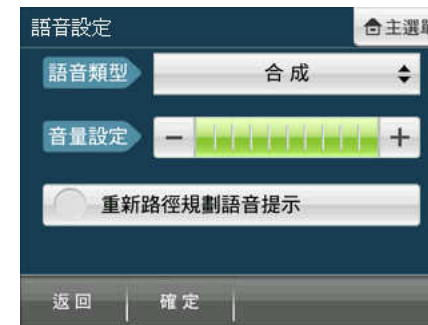 語音設定
主選單
語音類型 合成
音量設定 － ＋
重新路徑規劃語音提示
返回 確定